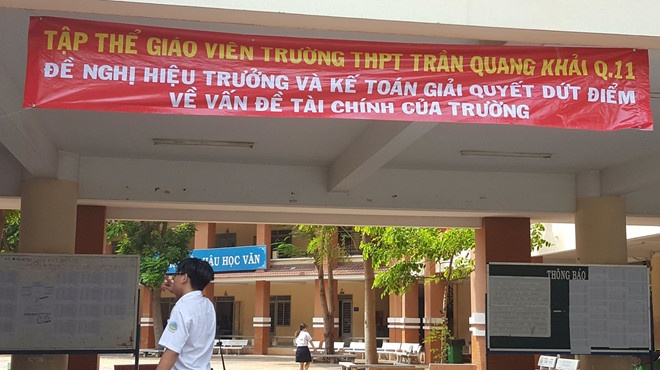 TẬP THỂ GIÁO VIÊN TRƯỜNG THPT TRẦN QUANG KHẢI Q.11
ĐỀ NGHỊ HIỆU TRƯỞNG VÀ KẾ TOÁN GIẢI QUYẾT DỨT ĐIỂM
VỀ VẤN ĐỀ TÀI CHÍNH CỦA TRƯỜNG
HẬU HỌC VĂN
THÔNG BÁO